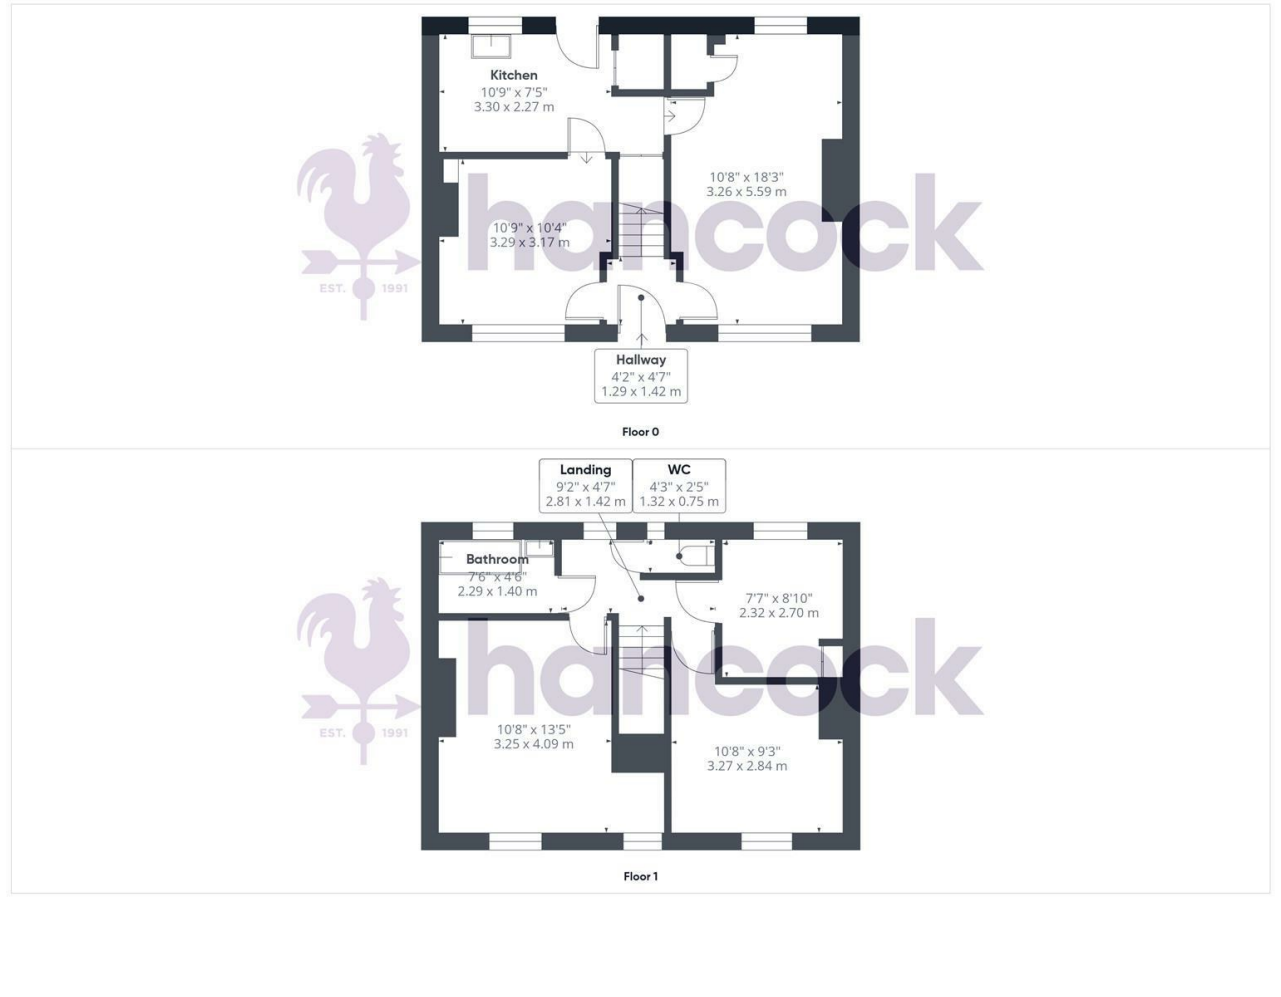 Kitchen
10'9" x 7'5"
3.30 x 2.27 m
10'8" x 18'3"
3.26 x 5.59 m
10'9" x 10'4"
3.29 x 3.17 m
hancock
EST. 1991
Hallway
4'2" x 4'7"
1.29 x 1.42 m
Floor 0
Landing
9'2" x 4'7"
2.81 x 1.42 m
WC
4'3" x 2'5"
1.32 x 0.75 m
Bathroom
7'6" x 4'6"
2.29 x 1.40 m
7'7" x 8'10"
2.32 x 2.70 m
hancock
EST. 1991
10'8" x 13'5"
3.25 x 4.09 m
10'8" x 9'3"
3.27 x 2.84 m
Floor 1